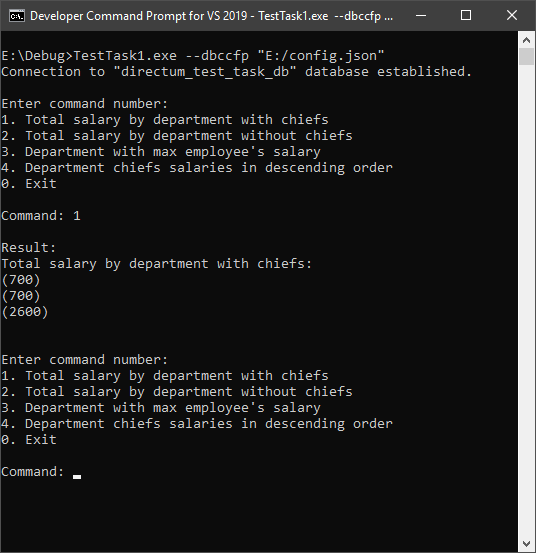 Developer Command Prompt for VS 2019 - TestTask1.exe --dbccfp ...
E:\Debug>TestTask1.exe --dbccfp "E:/config.json"
Connection to "directum_test_task_db" database established.
Enter command number:
1. Total salary by department with chiefs
2. Total salary by department without chiefs
3. Department with max employee's salary
4. Department chiefs salaries in descending order
0. Exit
Command: 1
Result:
Total salary by department with chiefs:
(700)
(700)
(2600)
Enter command number:
1. Total salary by department with chiefs
2. Total salary by department without chiefs
3. Department with max employee's salary
4. Department chiefs salaries in descending order
0. Exit
Command: